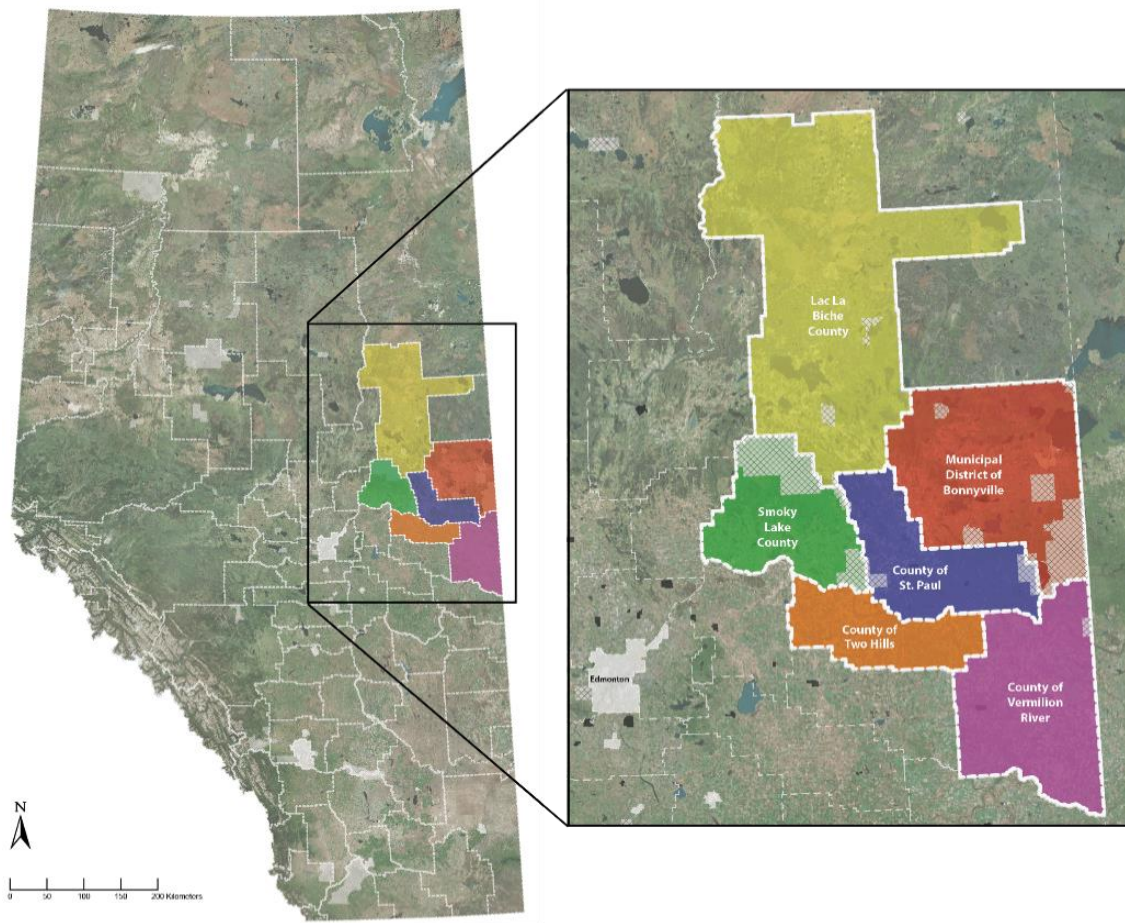 Lac La
Biche
County
Municipal
District of
Bonnyville
Smoky
Lake
County
County of
St. Paul
County of
Two Hills
Edmonton
County of
Vermilion
River
N
0 50 100 150 200 Kilometers